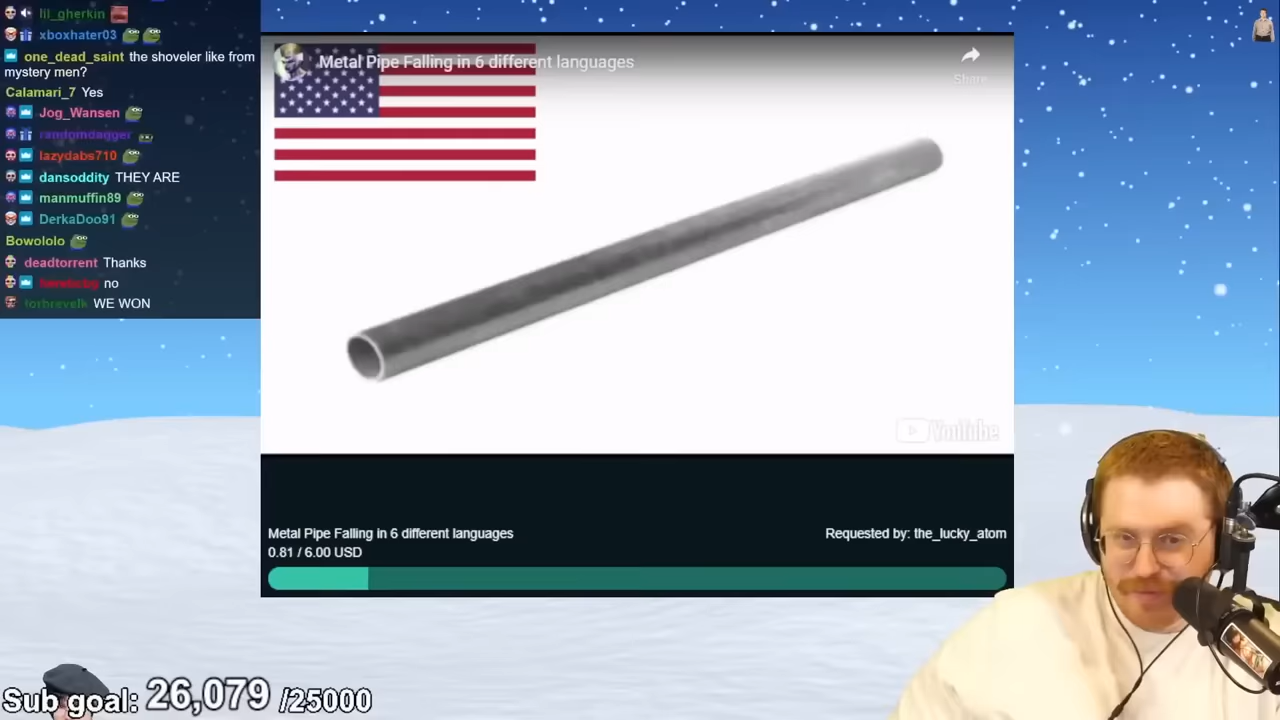 lil_gherkin
xboxhater03
one_dead_saint the shoveler like from
mystery men?
Calamari_7 Yes
Jog_Wansen
randomdagger
lazydabs710
dansoddity THEY ARE
manmuffin89
DerkaDoo91
Bowololo
deadtorrent Thanks
no
forbrevelk WE WON
Metal Pipe Falling in 6 different languages
Share
YouTube
Metal Pipe Falling in 6 different languages
Requested by: the_lucky_atom
0.81 / 6.00 USD
Sub goal: 26,079 /25000